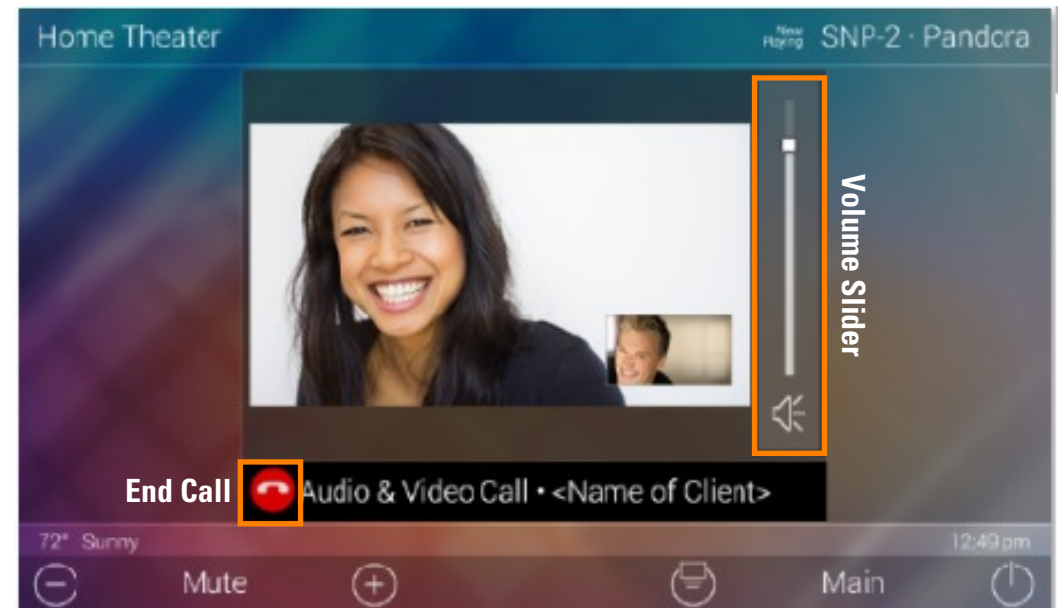 Home Theater
Now Playing SNP-2 · Pandora
Volume Slider
End Call
Audio & Video Call • <Name of Client>
72° Sunny
12:49 pm
Mute
Main